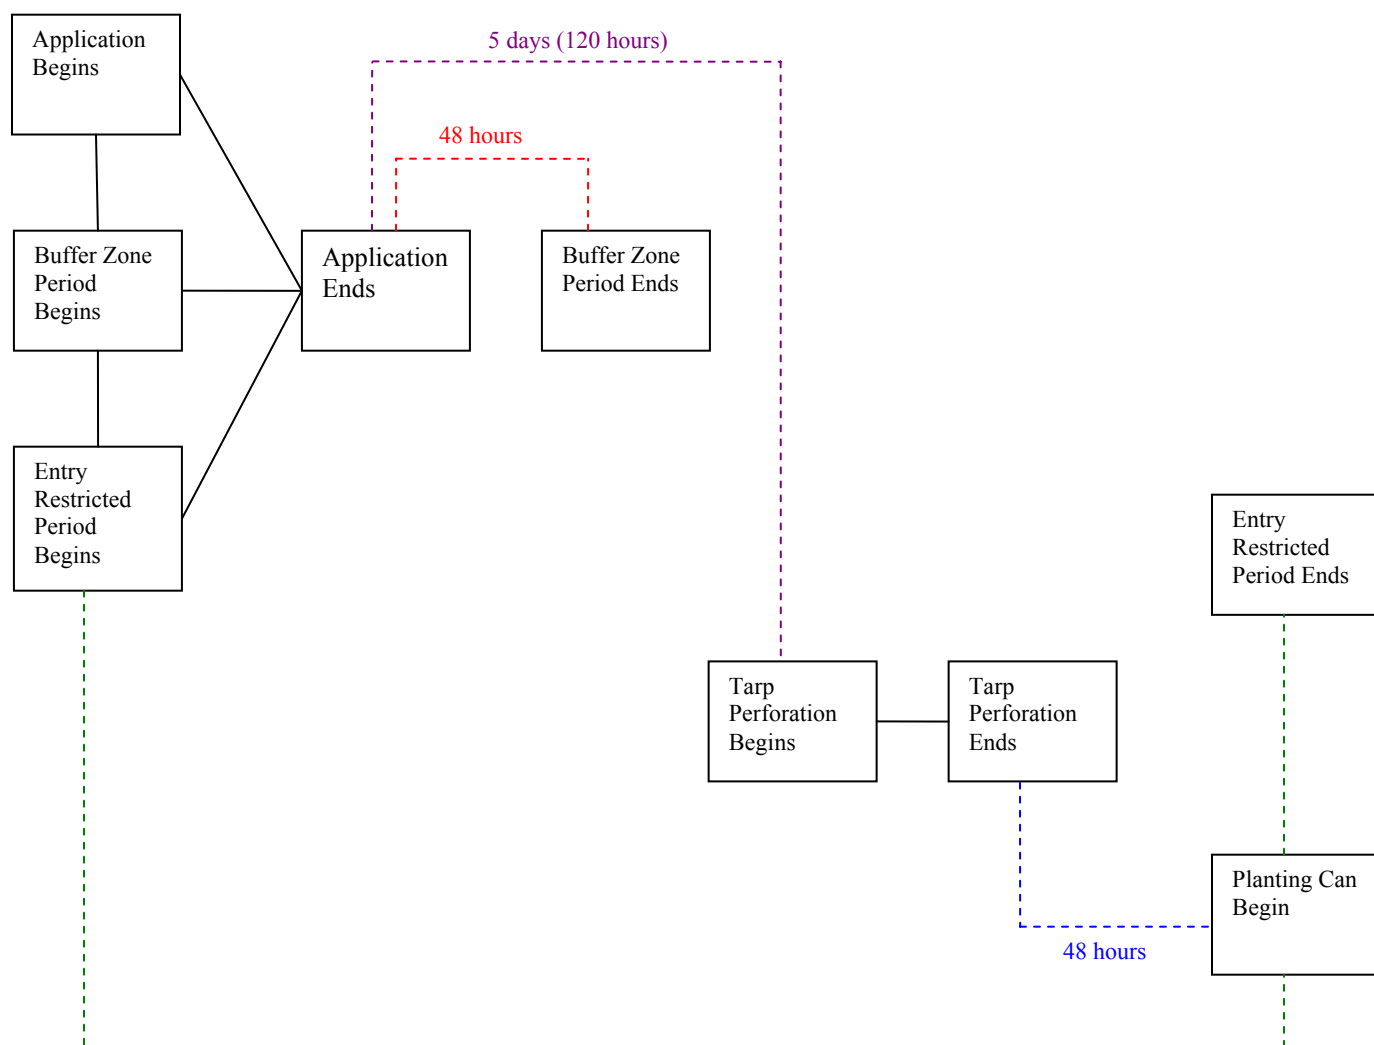 Application
Begins
5 days (120 hours)
48 hours
Buffer Zone
Period
Begins
Application
Ends
Buffer Zone
Period Ends
Entry
Restricted
Period
Begins
Entry
Restricted
Period Ends
Tarp
Perforation
Begins
Tarp
Perforation
Ends
Planting Can
Begin
48 hours